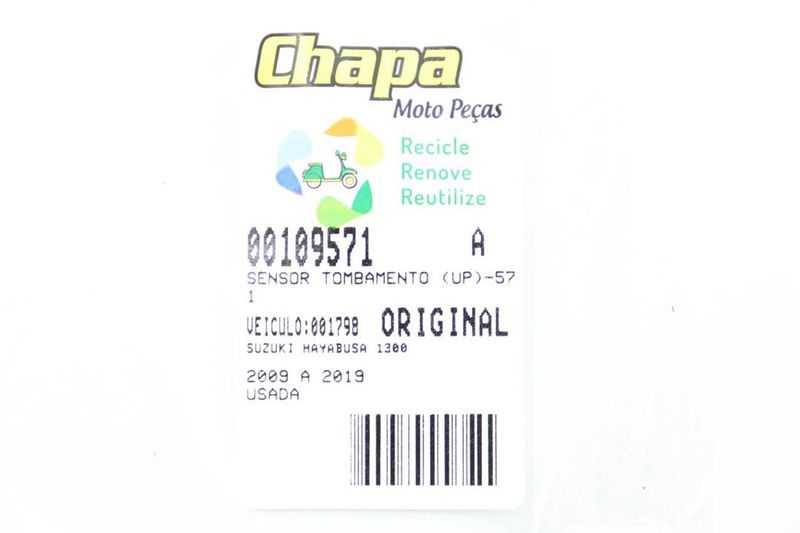 Chapa
Moto Peças
Recicle
Renove
Reutilize
00109571 A
SENSOR TOMBAMENTO (UP)-57
1
VEICULO:001798 ORIGINAL
SUZUKI HAYABUSA 1300
2009 A 2019
USADA